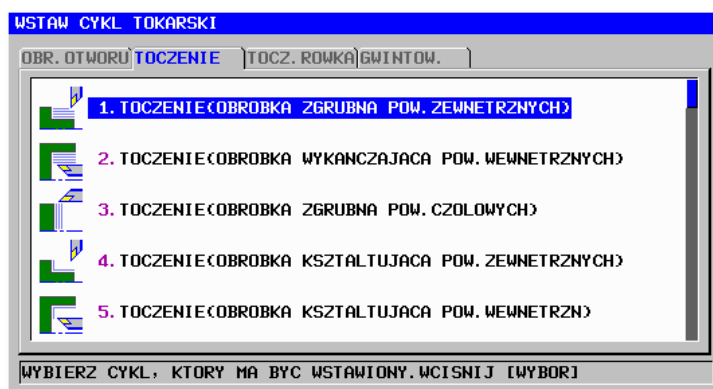 WSTAW CYKL TOKARSKI
OBR. OTWORU TOCZENIE TOCZ. ROWKA GWINTOW.
1. TOCZENIE(OBROBKA ZGRUBNA POW. ZEWNETRZNYCH)
2. TOCZENIE(OBROBKA WYKANCZAJACA POW. WEWNETRZNYCH)
3. TOCZENIE(OBROBKA ZGRUBNA POW. CZOLOWYCH)
4. TOCZENIE(OBROBKA KSZTALTUJACA POW. ZEWNETRZNYCH)
5. TOCZENIE(OBROBKA KSZTALTUJACA POW. WEWNETRZN)
WYBIERZ CYKL, KTORY MA BYC WSTAWIONY. WCISNIJ [WYBOR]